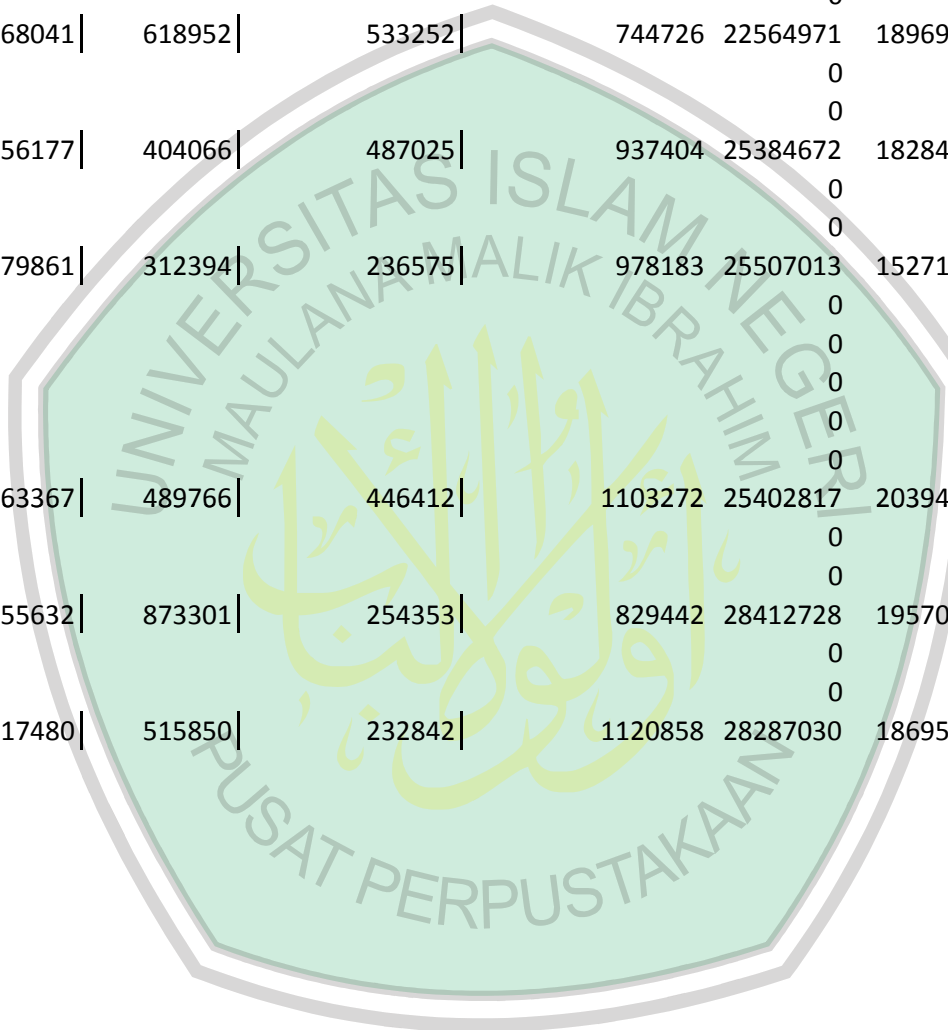 0
68041 618952 533252 744726 22564971 18969
0
0
56177 404066 487025 937404 25384672 18284
0
0
79861 312394 236575 978183 25507013 15271
0
0
0
0
0
63367 489766 446412 1103272 25402817 20394
0
0
55632 873301 254353 829442 28412728 19570
0
0
17480 515850 232842 1120858 28287030 18695
UNIVERSITAS ISLAM NEGERI
MAULANA MALIK IBRAHIM
PUSAT PERPUSTAKAAN